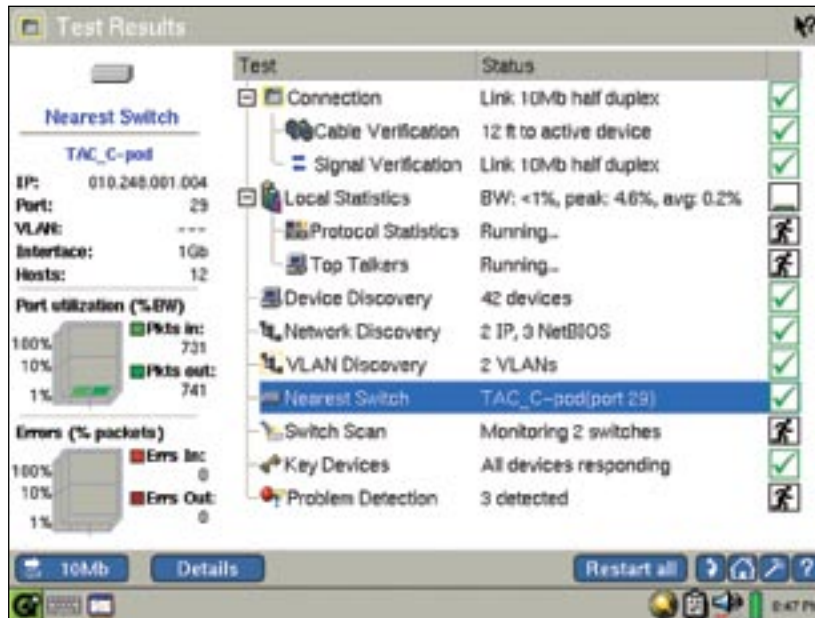 Test Results
Nearest Switch
TAC_C-pod
IP: 010.248.001.004
Port: 29
VLAN: ---
Interface: 1Gb
Hosts: 12
Port utilization (%BW)
100%
10%
1%
Pkts in:
731
Pkts out:
741
Errors (% packets)
100%
10%
1%
Errs In:
0
Errs Out:
0
Test Status
Connection Link 10Mb half duplex
Cable Verification 12 ft to active device
Signal Verification Link 10Mb half duplex
Local Statistics BW: <1%, peak: 4.6%, avg: 0.2%
Protocol Statistics Running...
Top Talkers Running...
Device Discovery 42 devices
Network Discovery 2 IP, 3 NetBIOS
VLAN Discovery 2 VLANs
Nearest Switch TAC_C-pod(port 29)
Switch Scan Monitoring 2 switches
Key Devices All devices responding
Problem Detection 3 detected
10Mb Details Restart all ?
8:47 PM